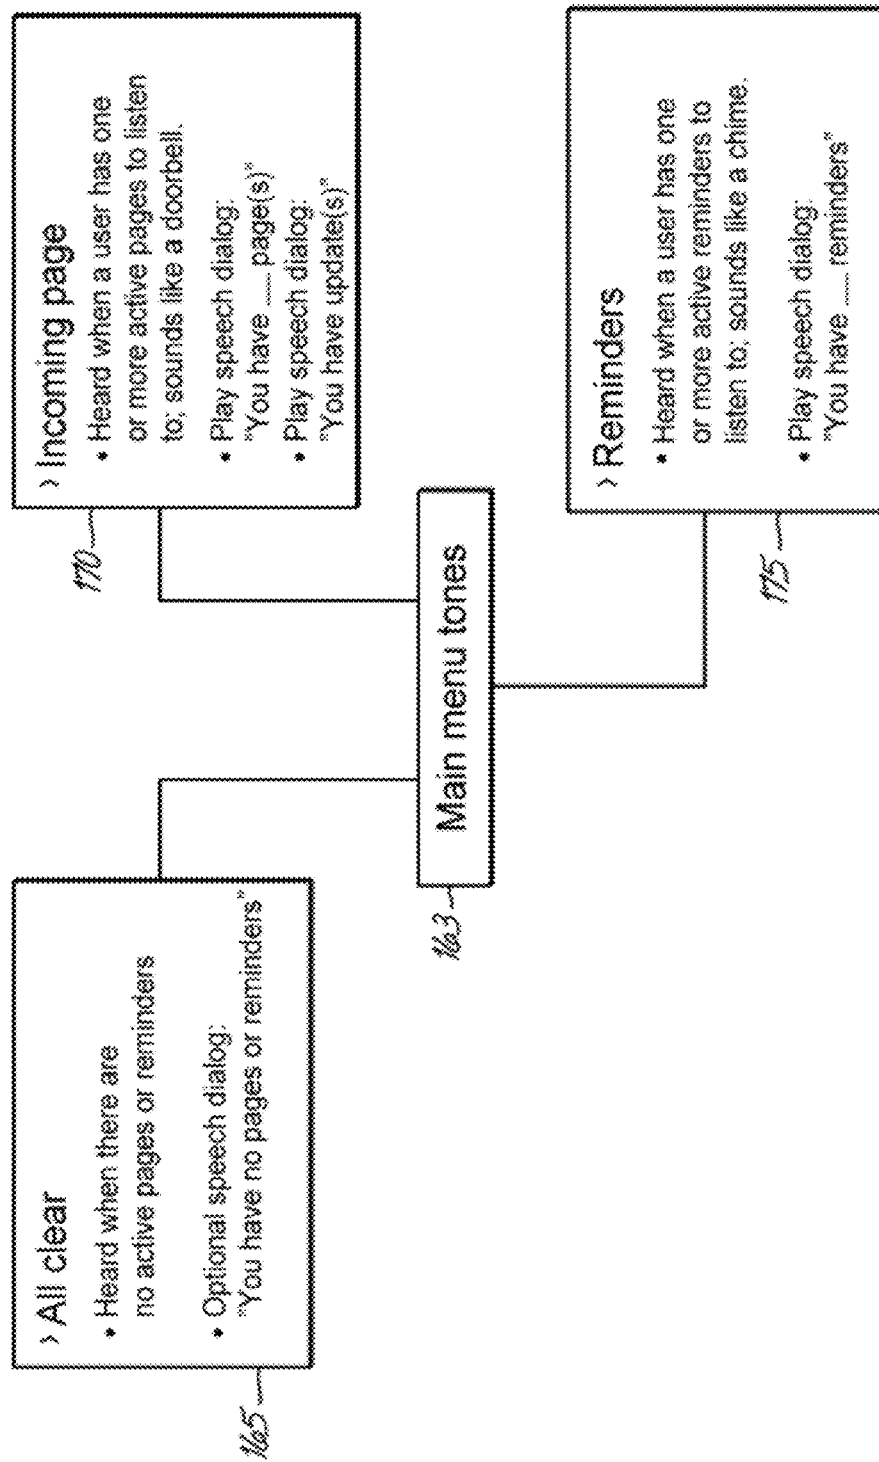 › All clear
• Heard when there are
no active pages or reminders
• Optional speech dialog:
"You have no pages or reminders"
165
› Incoming page
• Heard when a user has one
or more active pages to listen
to; sounds like a doorbell.
• Play speech dialog:
"You have __ page(s)"
• Play speech dialog:
"You have update(s)"
170
Main menu tones
163
› Reminders
• Heard when a user has one
or more active reminders to
listen to; sounds like a chime.
• Play speech dialog:
"You have __ reminders"
175